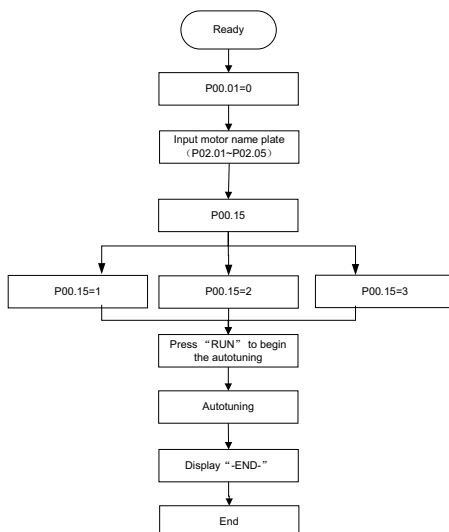 Ready
P00.01=0
Input motor name plate
（P02.01~P02.05）
P00.15
P00.15=1
P00.15=2
P00.15=3
Press “RUN” to begin
the autotuning
Autotuning
Display “-END-”
End